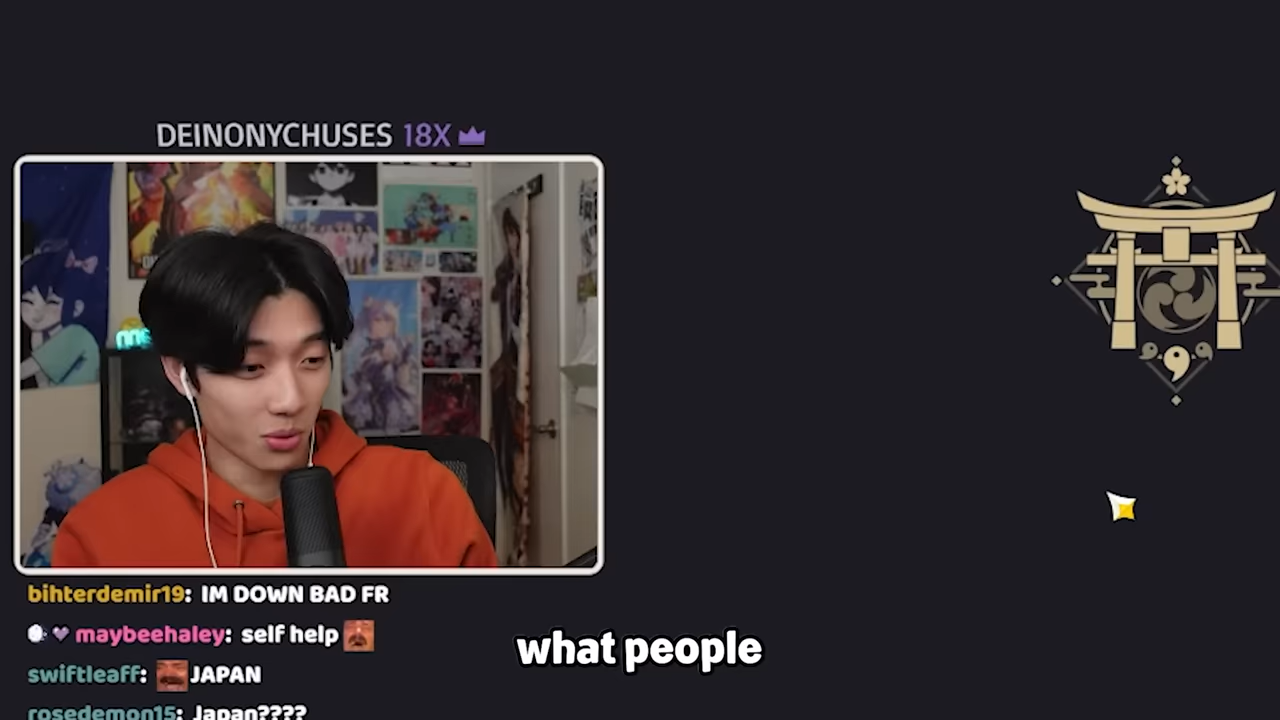 DEINONYCHUSES 18X
bihterdemir19: IM DOWN BAD FR
maybeehaley: self help
swiftleaff: JAPAN
rosedemon15: Japan????
what people